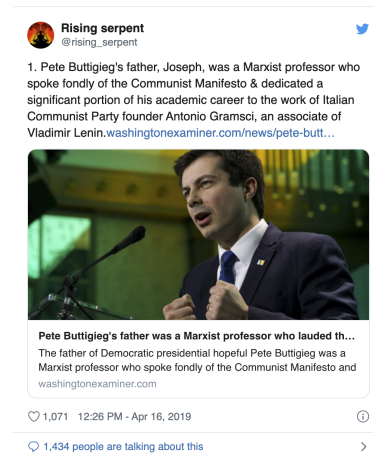 Rising serpent
@rising_serpent
1. Pete Buttigieg's father, Joseph, was a Marxist professor who
spoke fondly of the Communist Manifesto & dedicated a
significant portion of his academic career to the work of Italian
Communist Party founder Antonio Gramsci, an associate of
Vladimir Lenin.washingtonexaminer.com/news/pete-butt…
Pete Buttigieg's father was a Marxist professor who lauded th…
The father of Democratic presidential hopeful Pete Buttigieg was a
Marxist professor who spoke fondly of the Communist Manifesto and
washingtonexaminer.com
1,071 12:26 PM - Apr 16, 2019
1,434 people are talking about this